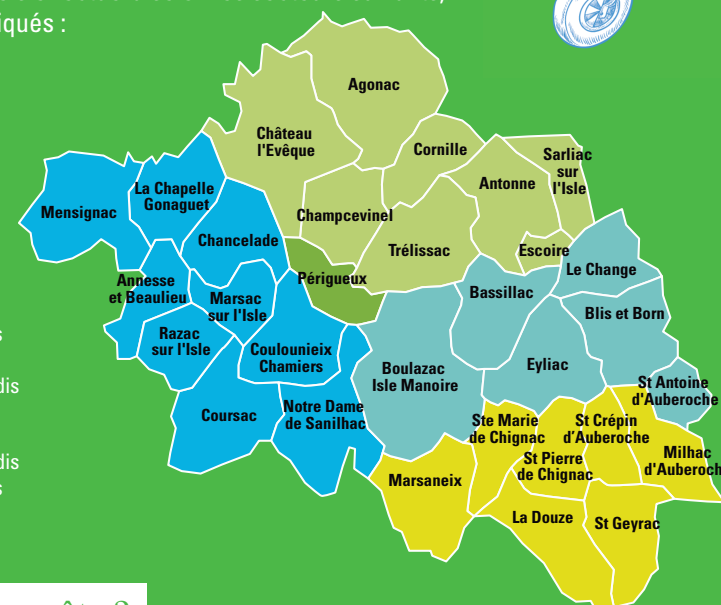 iqués :
Agonac
Château
l'Evêque
Cornille
Sarliac
sur
l'Isle
Antonne
La Chapelle
Gonaguet
Mensignac
Champcevinel
Chancelade
Trélissac
Escoire
Le Change
Périgueux
Annesse
et Beaulieu
Marsac
sur l'Isle
Bassillac
Blis et Born
Razac
sur l'Isle
Coulounieix
Chamiers
Boulazac
Isle Manoire
Eyliac
St Antoine
d'Auberoche
dis
Coursac
Notre Dame
de Sanilhac
Ste Marie
de Chignac
St Crépin
d'Auberoche
St Pierre
de Chignac
Milhac
d'Auberoch
dis
Marsaneix
La Douze
St Geyrac